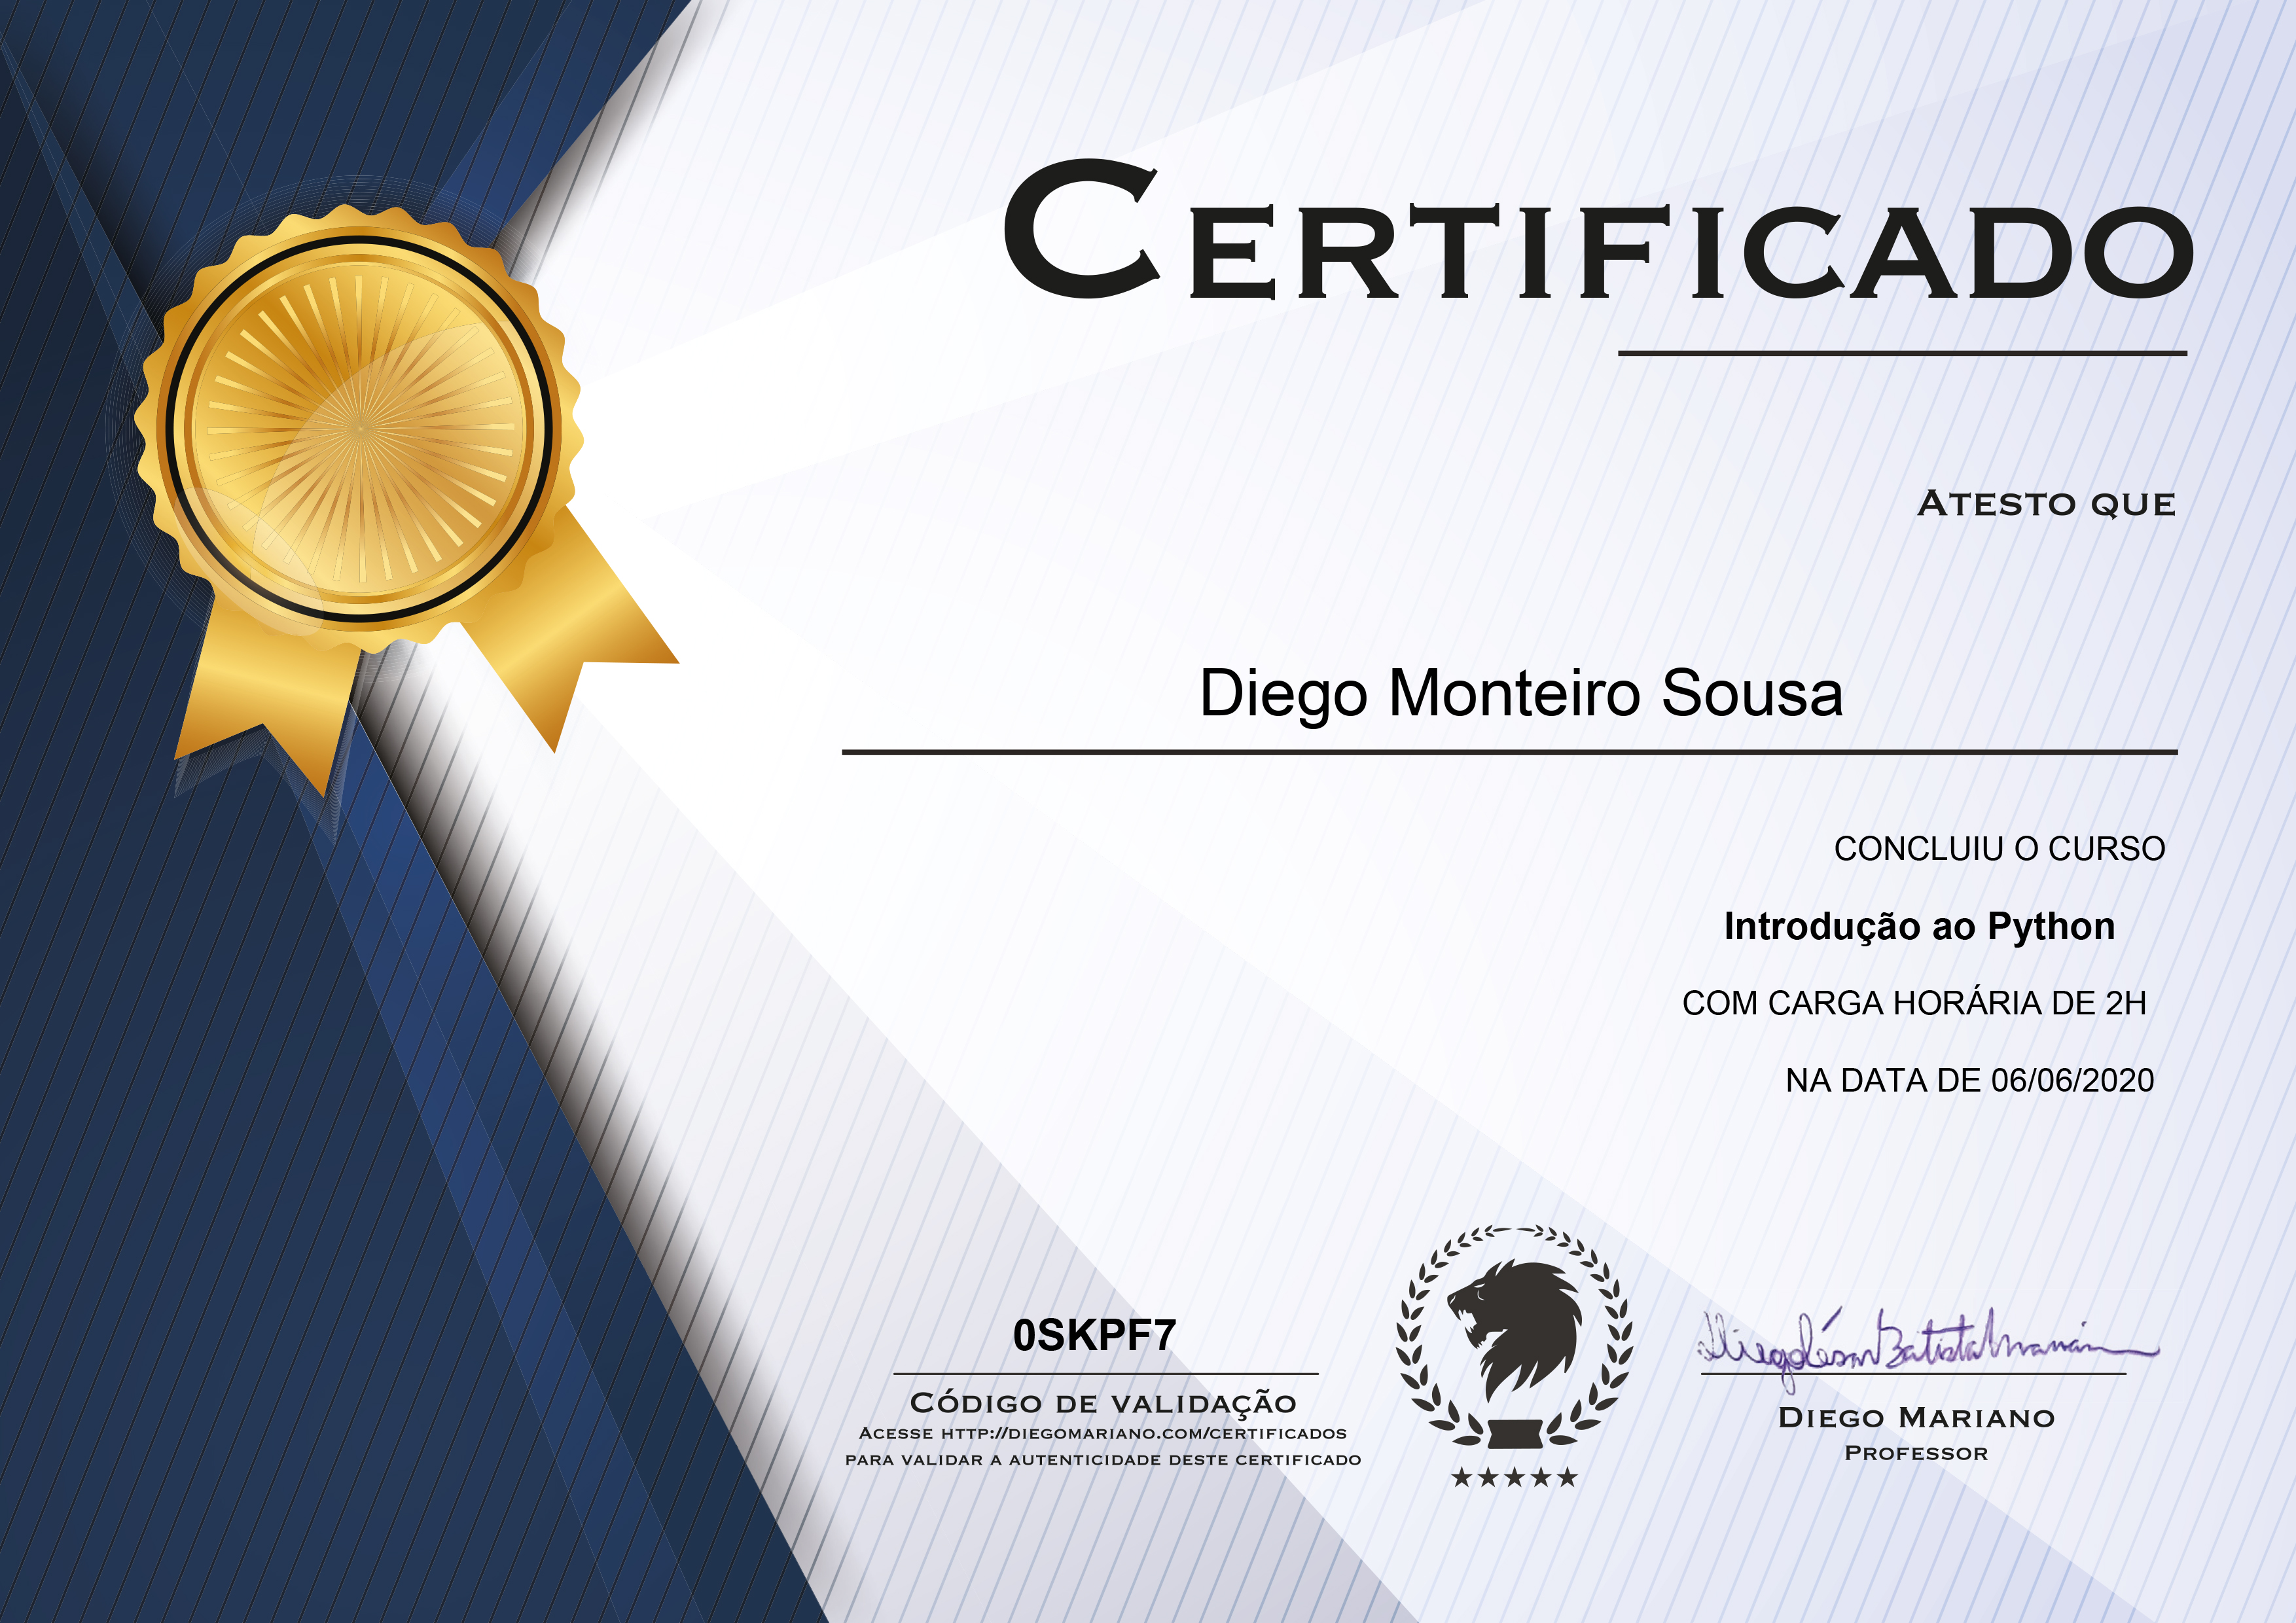 CERTIFICADO
ATESTO QUE
Diego Monteiro Sousa
CONCLUIU O CURSO
Introdução ao Python
COM CARGA HORÁRIA DE 2H
NA DATA DE 06/06/2020
0SKPF7
CÓDIGO DE VALIDAÇÃO
ACESSE HTTP://DIEGOMARIANO.COM/CERTIFICADOS
PARA VALIDAR A AUTENTICIDADE DESTE CERTIFICADO
Diego César Batista Mariano
DIEGO MARIANO
PROFESSOR